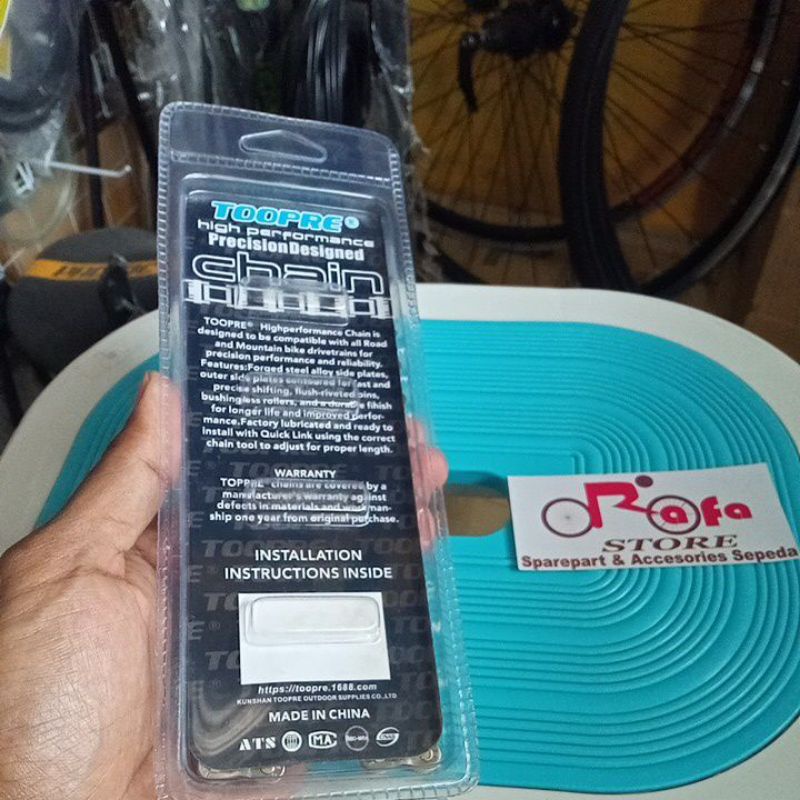 TOOPRE®
high performance
Precision Designed
chain
TOOPRE® Highperformance Chain is
designed to be compatible with all Road
and Mountain bike drivetrains for
precision performance and reliability.
Features:Forged steel alloy side plates,
outer side plates contoured for fast and
precise shifting, flush-riveted pins,
bushingless rollers, and a durable fihish
for longer life and improved perfor-
mance.Factory lubricated and ready to
install with Quick Link using the correct
chain tool to adjust for proper length.
WARRANTY
TOPPRE® chains are covered by a
manufacturer's warranty against
defects in materials and workman-
ship one year from original purchase.
INSTALLATION
INSTRUCTIONS INSIDE
https://toopre.1688.com
KUNSHAN TOOPRE OUTDOOR SUPPLIES CO.,LTD
MADE IN CHINA
ATS MA
Rafa
STORE
Sparepart & Accesories Sepeda